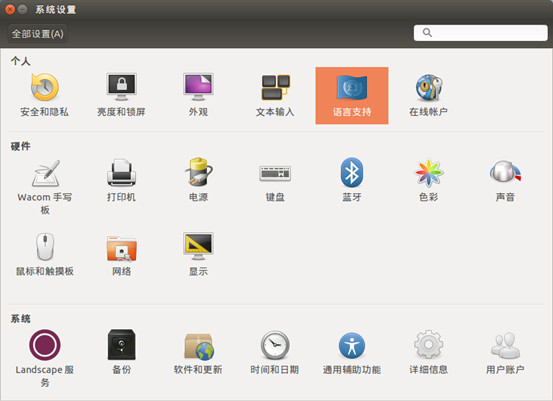 系统设置
全部设置(A)
个人
安全和隐私 亮度和锁屏 外观 文本输入 语言支持 在线帐户
硬件
Wacom 手写 打印机 电源 键盘 蓝牙 色彩 声音
板
鼠标和触摸板 网络 显示
系统
Landscape 服 备份 软件和更新 时间和日期 通用辅助功能 详细信息 用户账户
务